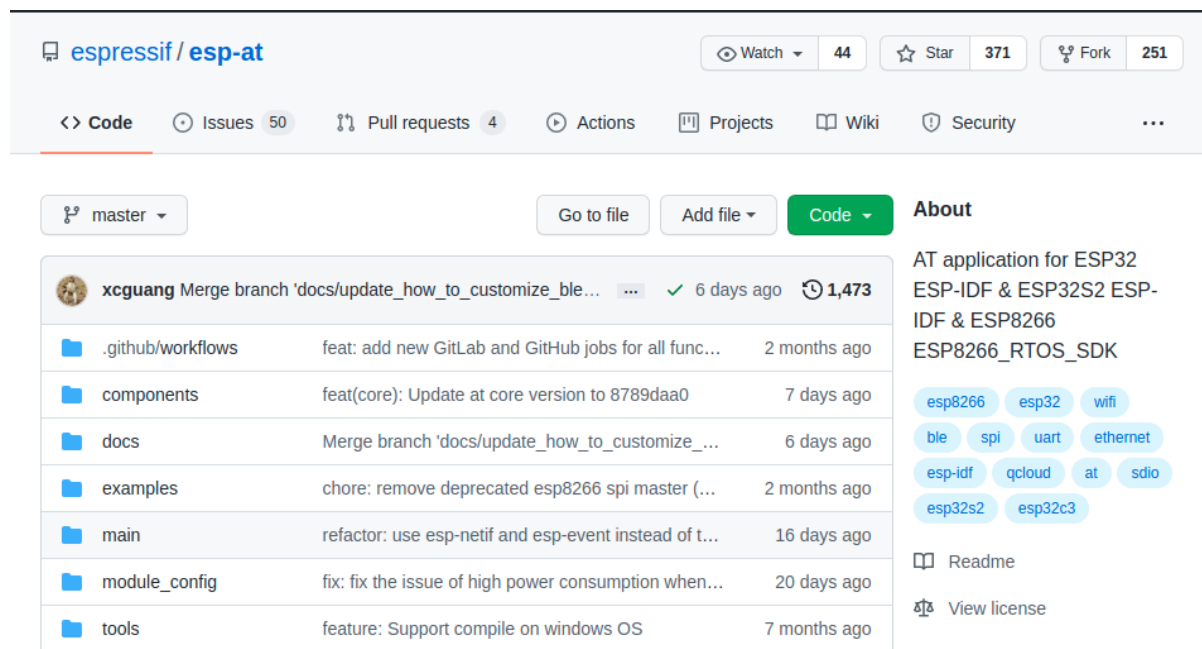 espressif / esp-at
Watch 44 Star 371 Fork 251
<> Code Issues 50 Pull requests 4 Actions Projects Wiki Security ...
master Go to file Add file Code
xcguang Merge branch 'docs/update_how_to_customize_ble... ... 6 days ago 1,473
.github/workflows feat: add new GitLab and GitHub jobs for all func... 2 months ago
components feat(core): Update at core version to 8789daa0 7 days ago
docs Merge branch 'docs/update_how_to_customize_... 6 days ago
examples chore: remove deprecated esp8266 spi master (... 2 months ago
main refactor: use esp-netif and esp-event instead of t... 16 days ago
module_config fix: fix the issue of high power consumption when... 20 days ago
tools feature: Support compile on windows OS 7 months ago
About
AT application for ESP32
ESP-IDF & ESP32S2 ESP-
IDF & ESP8266
ESP8266_RTOS_SDK
esp8266 esp32 wifi
ble spi uart ethernet
esp-idf qcloud at sdio
esp32s2 esp32c3
Readme
View license